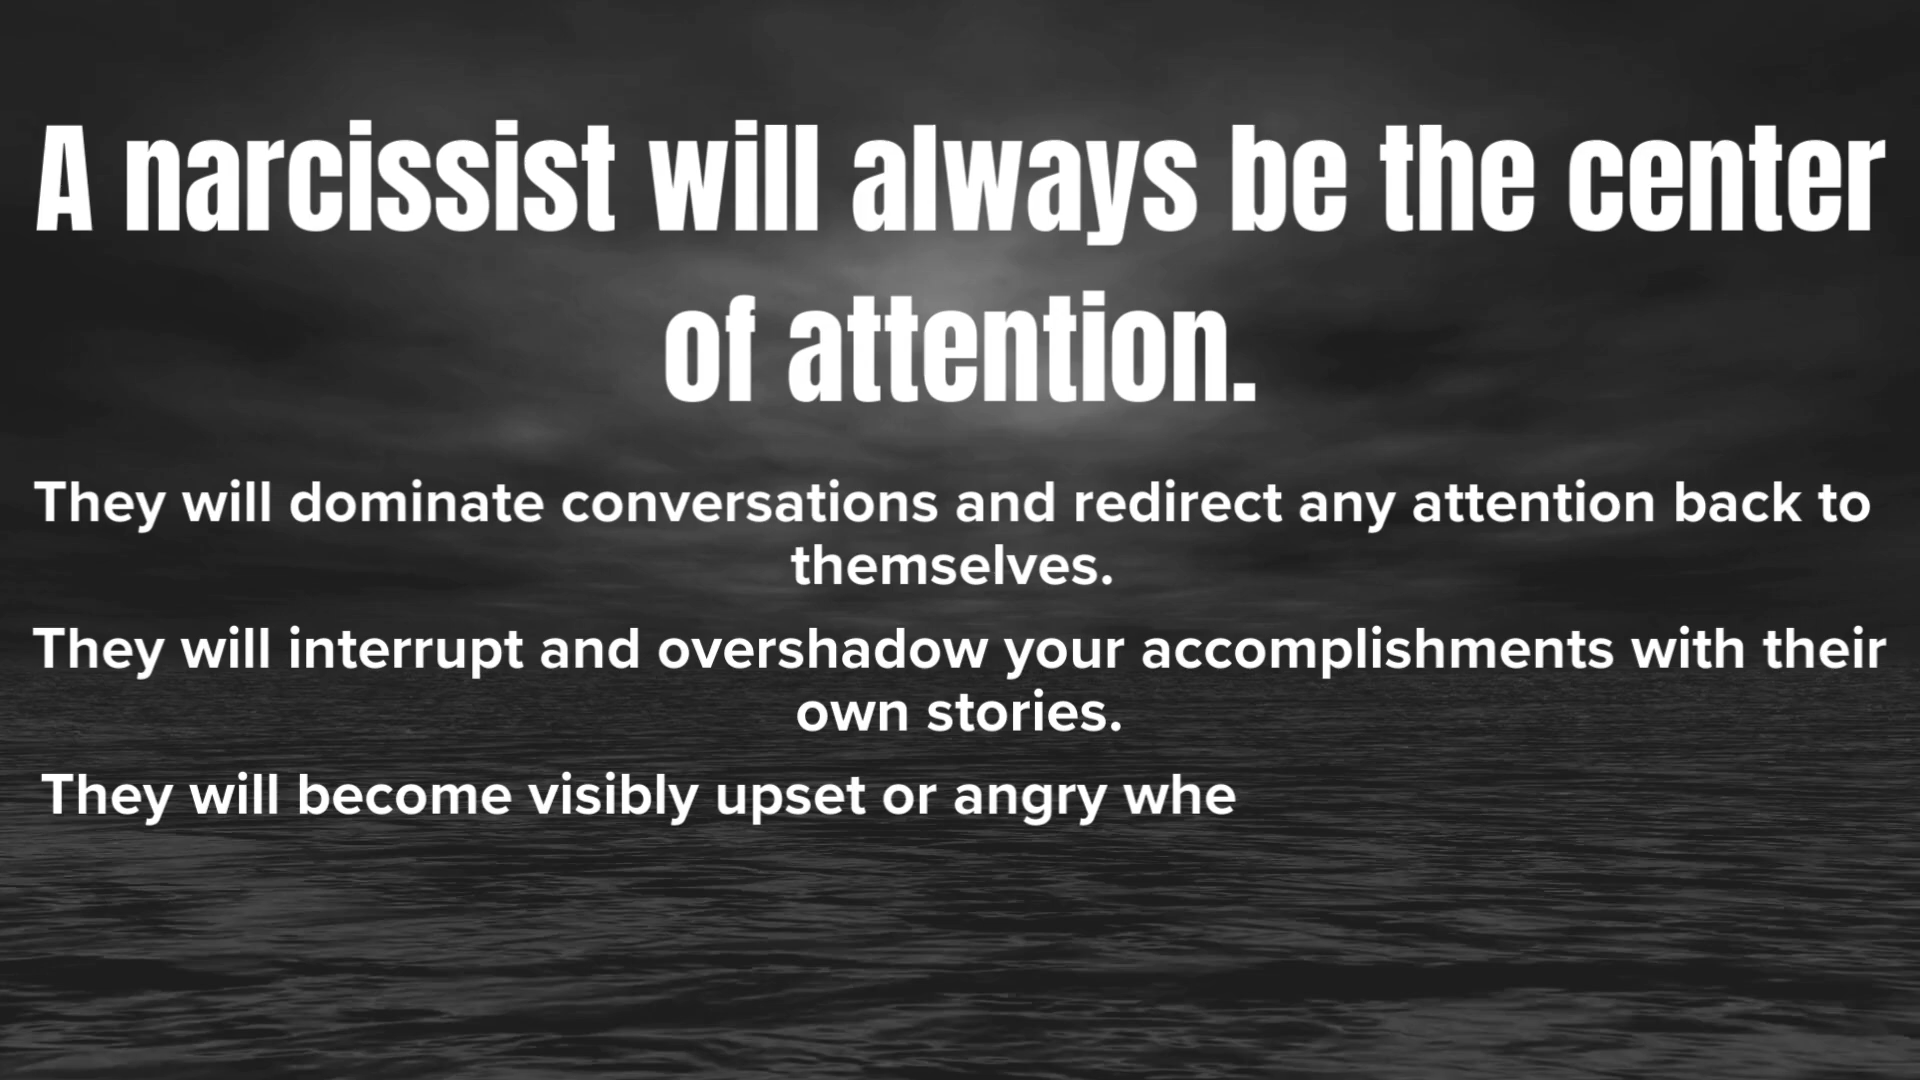 A narcissist will always be the center
of attention.
They will dominate conversations and redirect any attention back to
themselves.
They will interrupt and overshadow your accomplishments with their
own stories.
They will become visibly upset or angry whe